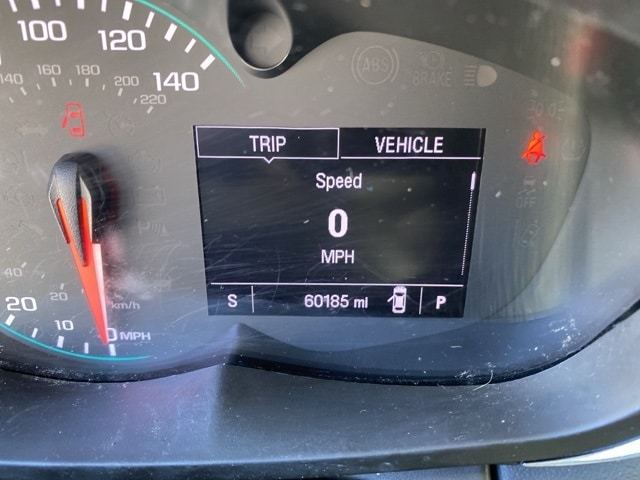 100 120 140
140 160 180 200 220
ABS BRAKE
TRIP VEHICLE
Speed
0
MPH
OFF
S 60185 mi P
40 20 km/h
20 10 0 MPH